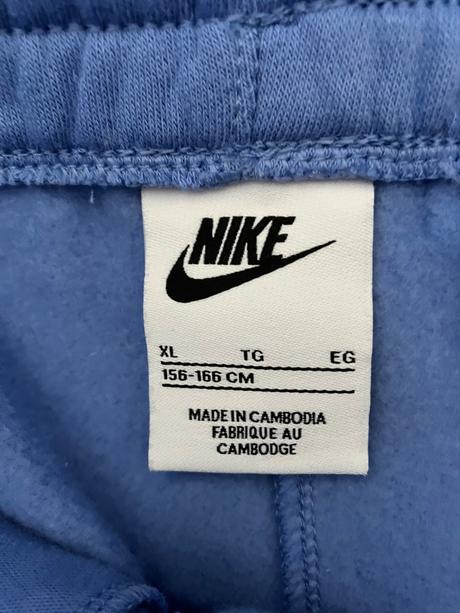 NIKE
XL TG EG
156-166 CM
MADE IN CAMBODIA
FABRIQUE AU
CAMBODGE